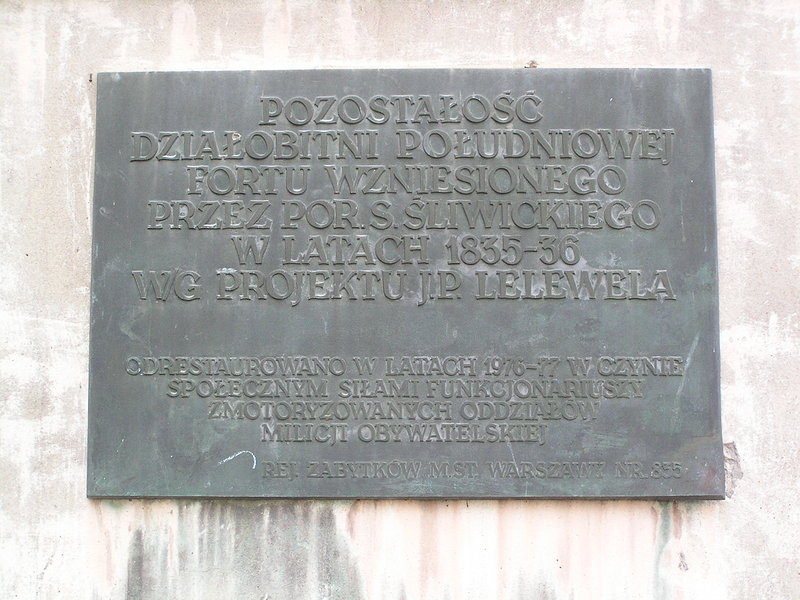 POZOSTAŁOŚĆ
DZIAŁOBITNI POŁUDNIOWEJ
FORTU WZNIESIONEGO
PRZEZ POR. S. ŚLIWICKIEGO
W LATACH 1835-36
W/G PROJEKTU J.P. LELEWELA
ODRESTAUROWANO W LATACH 1976-77 W CZYNIE
SPOŁECZNYM SIŁAMI FUNKCJONARIUSZY
ZMOTORYZOWANYCH ODDZIAŁÓW
MILICJI OBYWATELSKIEJ
REJ. ZABYTKÓW M.ST. WARSZAWY NR. 835